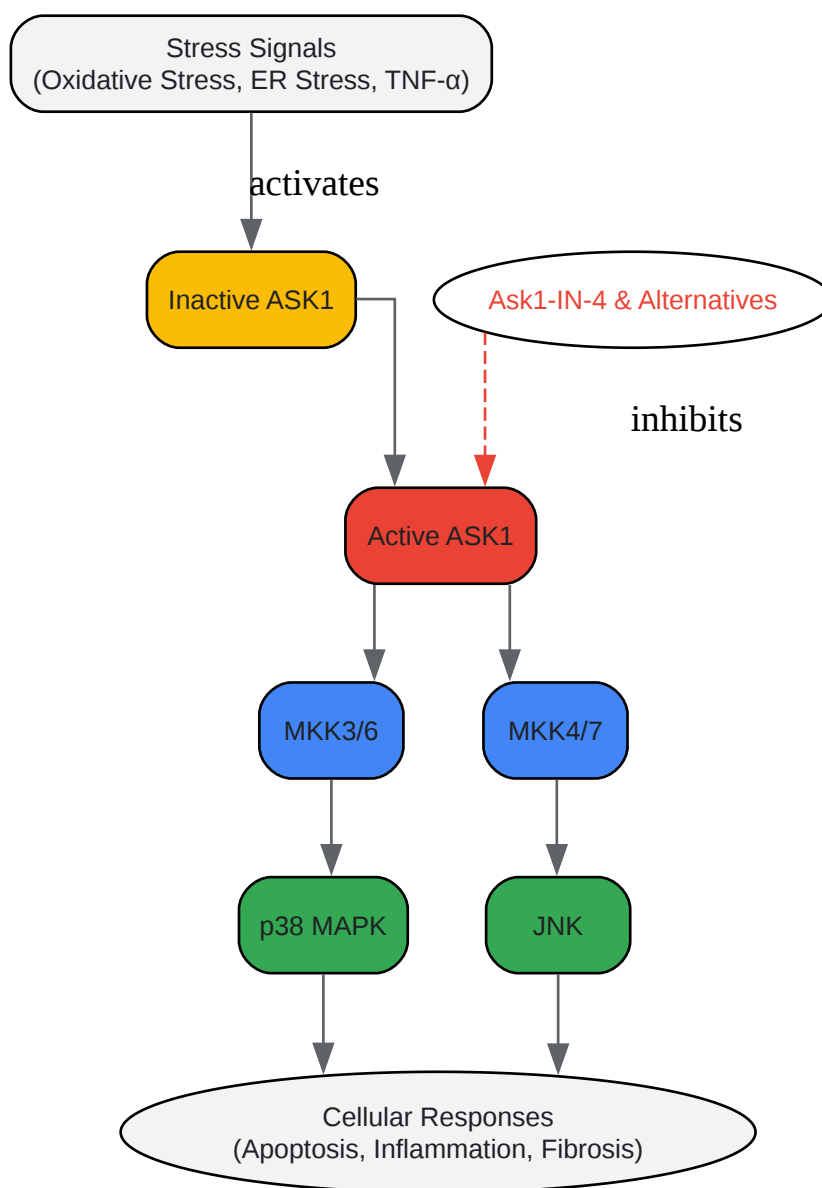 Stress Signals
(Oxidative Stress, ER Stress, TNF-α)
activates
Inactive ASK1
Ask1-IN-4 & Alternatives
inhibits
Active ASK1
MKK3/6
MKK4/7
p38 MAPK
JNK
Cellular Responses
(Apoptosis, Inflammation, Fibrosis)